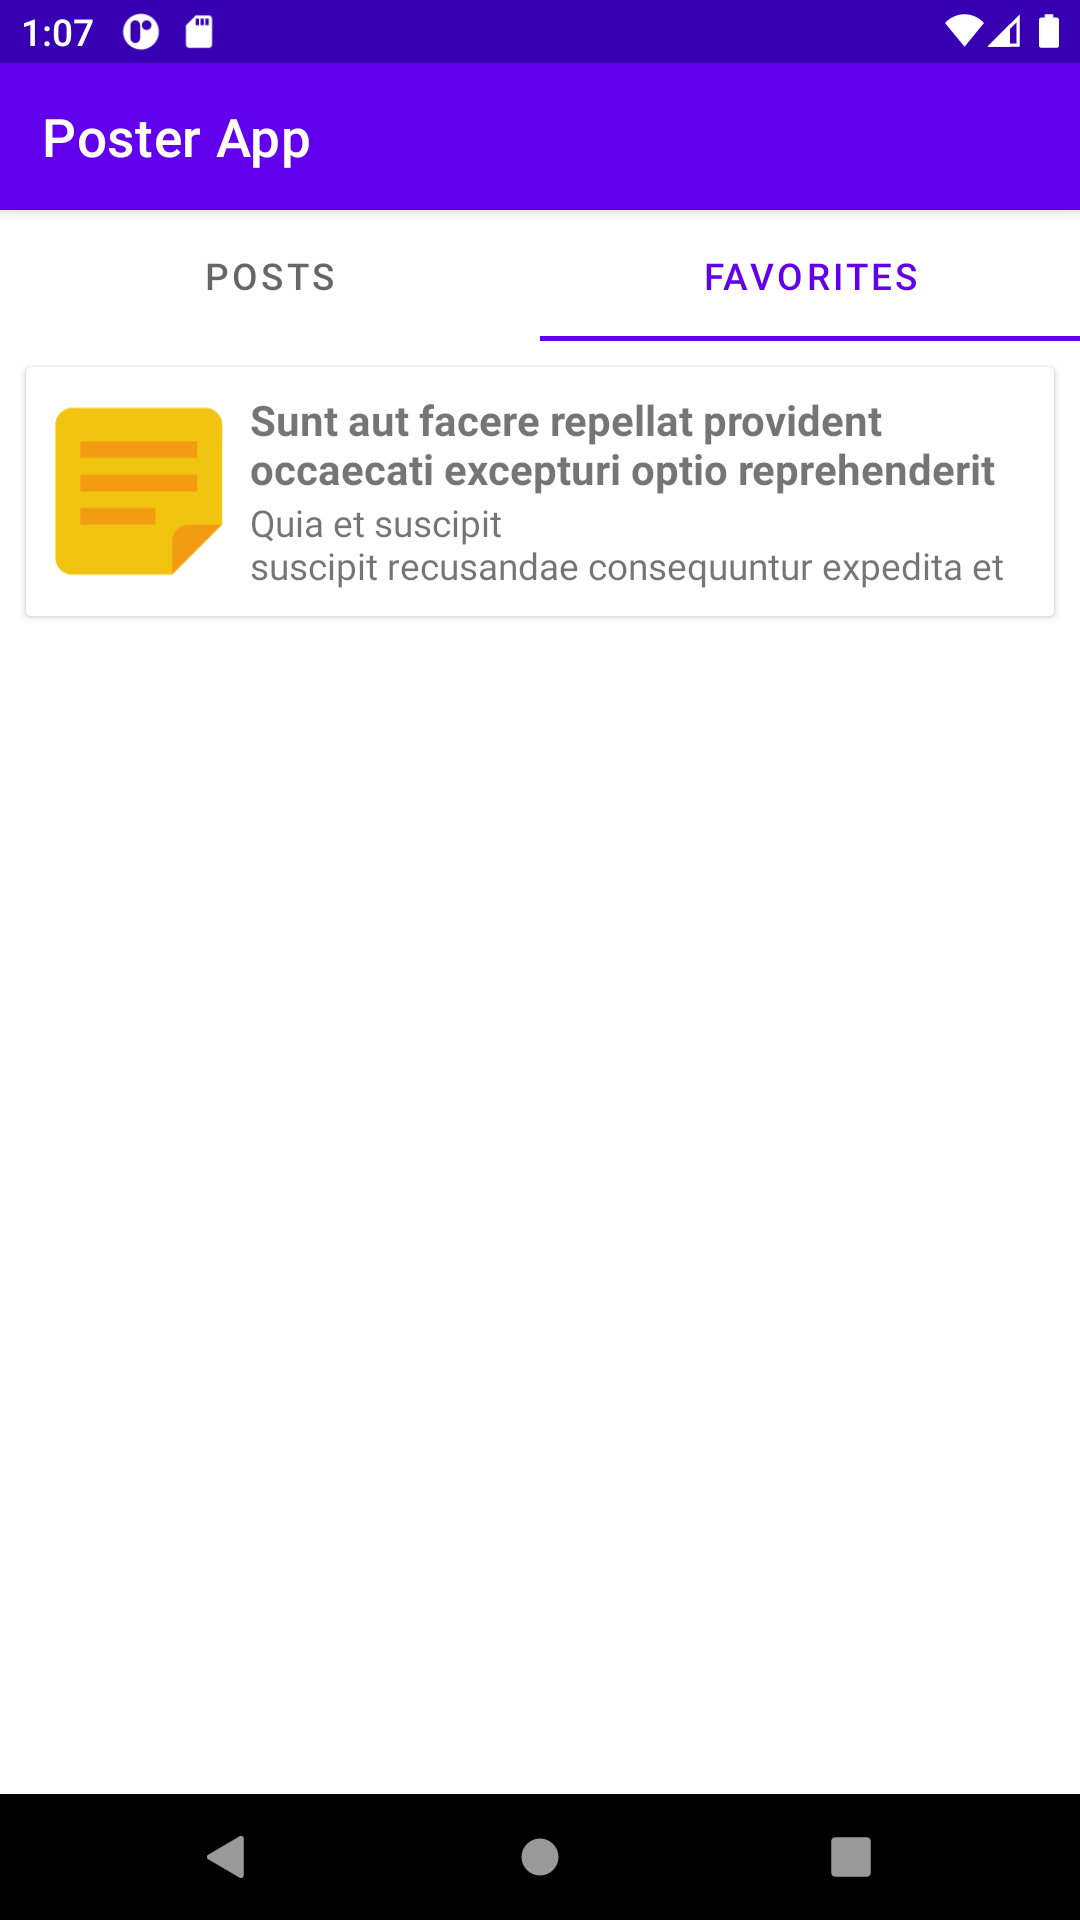 1:07
Poster App
POSTS
FAVORITES
Sunt aut facere repellat provident
occaecati excepturi optio reprehenderit
Quia et suscipit
suscipit recusandae consequuntur expedita et